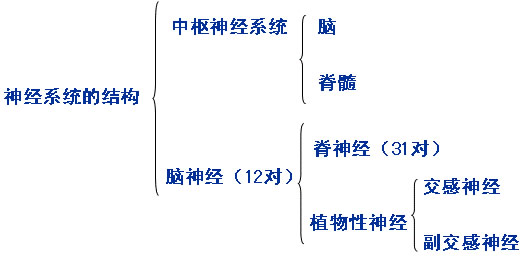 神经系统的结构
中枢神经系统
脑
脊髓
脑神经（12对）
脊神经（31对）
植物性神经
交感神经
副交感神经